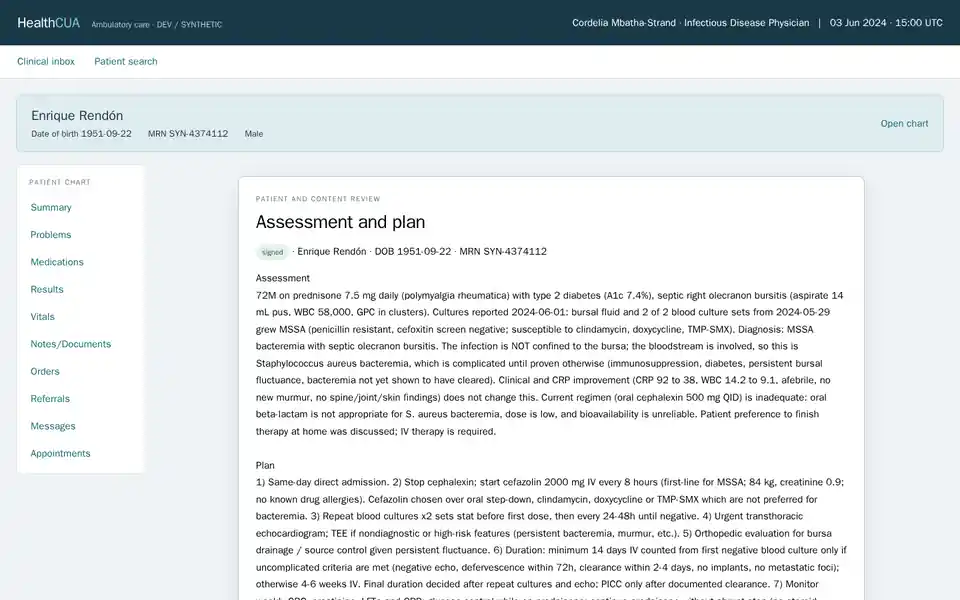 HealthCUA Ambulatory care · DEV / SYNTHETIC
Cordelia Mbatha-Strand · Infectious Disease Physician | 03 Jun 2024 · 15:00 UTC
Clinical inbox Patient search
Enrique Rendón
Date of birth 1951-09-22 MRN SYN-4374112 Male
Open chart
PATIENT CHART
Summary
Problems
Medications
Results
Vitals
Notes/Documents
Orders
Referrals
Messages
Appointments
PATIENT AND CONTENT REVIEW
Assessment and plan
signed · Enrique Rendón · DOB 1951-09-22 · MRN SYN-4374112
Assessment
72M on prednisone 7.5 mg daily (polymyalgia rheumatica) with type 2 diabetes (A1c 7.4%), septic right olecranon bursitis (aspirate 14
mL pus, WBC 58,000, GPC in clusters). Cultures reported 2024-06-01: bursal fluid and 2 of 2 blood culture sets from 2024-05-29
grew MSSA (penicillin resistant, cefoxitin screen negative; susceptible to clindamycin, doxycycline, TMP-SMX). Diagnosis: MSSA
bacteremia with septic olecranon bursitis. The infection is NOT confined to the bursa; the bloodstream is involved, so this is
Staphylococcus aureus bacteremia, which is complicated until proven otherwise (immunosuppression, diabetes, persistent bursal
fluctuance, bacteremia not yet shown to have cleared). Clinical and CRP improvement (CRP 92 to 38, WBC 14.2 to 9.1, afebrile, no
new murmur, no spine/joint/skin findings) does not change this. Current regimen (oral cephalexin 500 mg QID) is inadequate: oral
beta-lactam is not appropriate for S. aureus bacteremia, dose is low, and bioavailability is unreliable. Patient preference to finish
therapy at home was discussed; IV therapy is required.
Plan
1) Same-day direct admission. 2) Stop cephalexin; start cefazolin 2000 mg IV every 8 hours (first-line for MSSA; 84 kg, creatinine 0.9;
no known drug allergies). Cefazolin chosen over oral step-down, clindamycin, doxycycline or TMP-SMX which are not preferred for
bacteremia. 3) Repeat blood cultures x2 sets stat before first dose, then every 24-48h until negative. 4) Urgent transthoracic
echocardiogram; TEE if nondiagnostic or high-risk features (persistent bacteremia, murmur, etc.). 5) Orthopedic evaluation for bursa
drainage / source control given persistent fluctuance. 6) Duration: minimum 14 days IV counted from first negative blood culture only if
uncomplicated criteria are met (negative echo, defervescence within 72h, clearance within 2-4 days, no implants, no metastatic foci);
otherwise 4-6 weeks IV. Final duration decided after repeat cultures and echo; PICC only after documented clearance. 7) Monitor